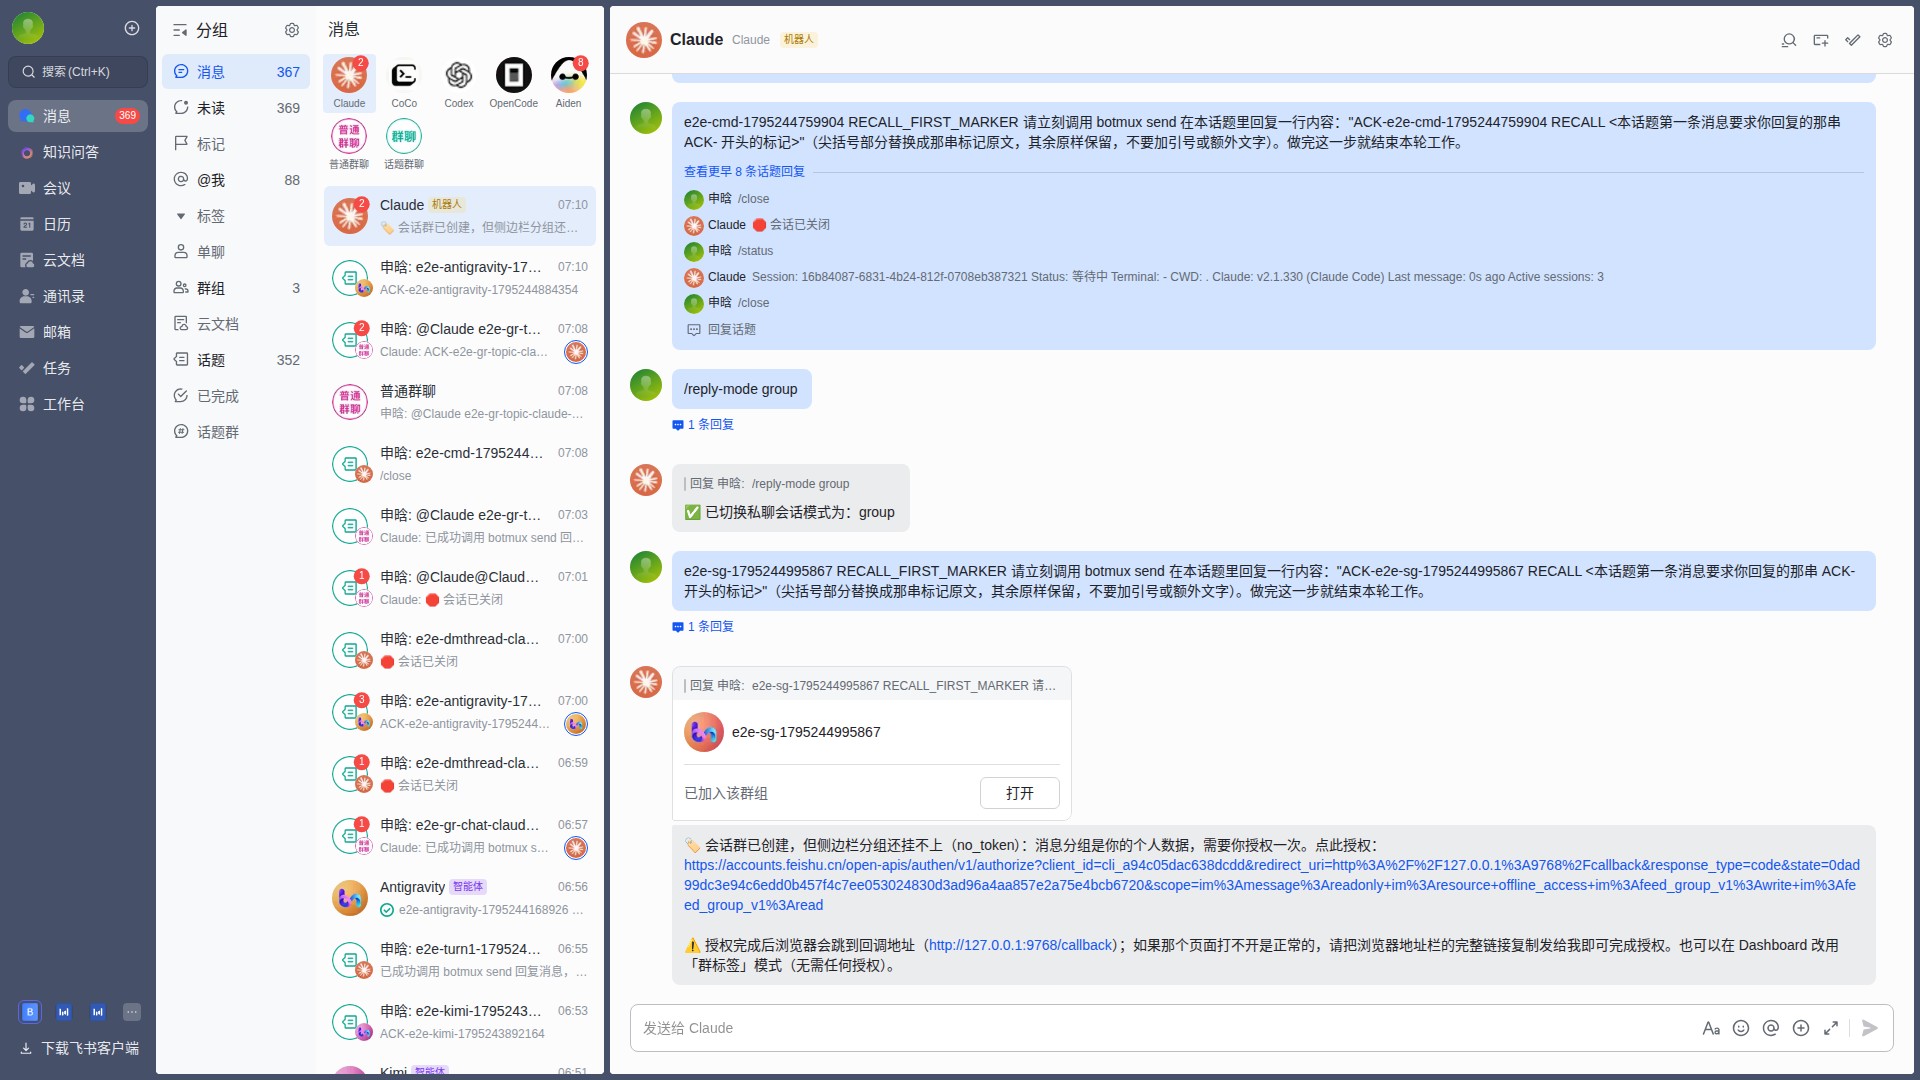 搜索 (Ctrl+K)
消息
369
知识问答
会议
日历
云文档
通讯录
邮箱
任务
工作台
下载飞书客户端
分组
消息 367
未读 369
标记
@我 88
标签
单聊
群组 3
云文档
话题 352
已完成
话题群
消息
2
8
Claude
CoCo
Codex
OpenCode
Aiden
普通群聊
群聊
普通群聊
话题群聊
2
Claude 机器人 07:10
🏷️ 会话群已创建，但侧边栏分组还…
申晗: e2e-antigravity-17… 07:10
ACK-e2e-antigravity-1795244884354
2
申晗: @Claude e2e-gr-t… 07:08
Claude: ACK-e2e-gr-topic-cla…
普通群聊 07:08
申晗: @Claude e2e-gr-topic-claude-…
申晗: e2e-cmd-1795244… 07:08
/close
申晗: @Claude e2e-gr-t… 07:03
Claude: 已成功调用 botmux send 回…
1
申晗: @Claude@Claud… 07:01
Claude: 🛑 会话已关闭
申晗: e2e-dmthread-cla… 07:00
🛑 会话已关闭
3
申晗: e2e-antigravity-17… 07:00
ACK-e2e-antigravity-1795244…
1
申晗: e2e-dmthread-cla… 06:59
🛑 会话已关闭
1
申晗: e2e-gr-chat-claud… 06:57
Claude: 已成功调用 botmux s…
Antigravity 智能体 06:56
e2e-antigravity-1795244168926 …
申晗: e2e-turn1-179524… 06:55
已成功调用 botmux send 回复消息，…
申晗: e2e-kimi-1795243… 06:53
ACK-e2e-kimi-1795243892164
Kimi 智能体 06:51
Claude Claude 机器人
e2e-cmd-1795244759904 RECALL_FIRST_MARKER 请立刻调用 botmux send 在本话题里回复一行内容："ACK-e2e-cmd-1795244759904 RECALL <本话题第一条消息要求你回复的那串
ACK- 开头的标记>"（尖括号部分替换成那串标记原文，其余原样保留，不要加引号或额外文字）。做完这一步就结束本轮工作。
查看更早 8 条话题回复
申晗 /close
Claude 🛑 会话已关闭
申晗 /status
Claude Session: 16b84087-6831-4b24-812f-0708eb387321 Status: 等待中 Terminal: - CWD: . Claude: v2.1.330 (Claude Code) Last message: 0s ago Active sessions: 3
申晗 /close
回复话题
/reply-mode group
1 条回复
回复 申晗: /reply-mode group
✅ 已切换私聊会话模式为：group
e2e-sg-1795244995867 RECALL_FIRST_MARKER 请立刻调用 botmux send 在本话题里回复一行内容："ACK-e2e-sg-1795244995867 RECALL <本话题第一条消息要求你回复的那串 ACK-
开头的标记>"（尖括号部分替换成那串标记原文，其余原样保留，不要加引号或额外文字）。做完这一步就结束本轮工作。
1 条回复
回复 申晗: e2e-sg-1795244995867 RECALL_FIRST_MARKER 请…
e2e-sg-1795244995867
已加入该群组
打开
🏷️ 会话群已创建，但侧边栏分组还挂不上（no_token）：消息分组是你的个人数据，需要你授权一次。点此授权：
https://accounts.feishu.cn/open-apis/authen/v1/authorize?client_id=cli_a94c05dac638dcdd&redirect_uri=http%3A%2F%2F127.0.0.1%3A9768%2Fcallback&response_type=code&state=0dad
99dc3e94c6edd0b457f4c7ee053024830d3ad96a4aa857e2a75e4bcb6720&scope=im%3Amessage%3Areadonly+im%3Aresource+offline_access+im%3Afeed_group_v1%3Awrite+im%3Afe
ed_group_v1%3Aread
⚠️ 授权完成后浏览器会跳到回调地址（http://127.0.0.1:9768/callback）；如果那个页面打不开是正常的，请把浏览器地址栏的完整链接复制发给我即可完成授权。也可以在 Dashboard 改用
「群标签」模式（无需任何授权）。
发送给 Claude